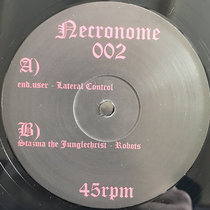 Necronome
002
A)
end.user - Lateral Control
B)
Stazma the Junglechrist - Robots
45rpm